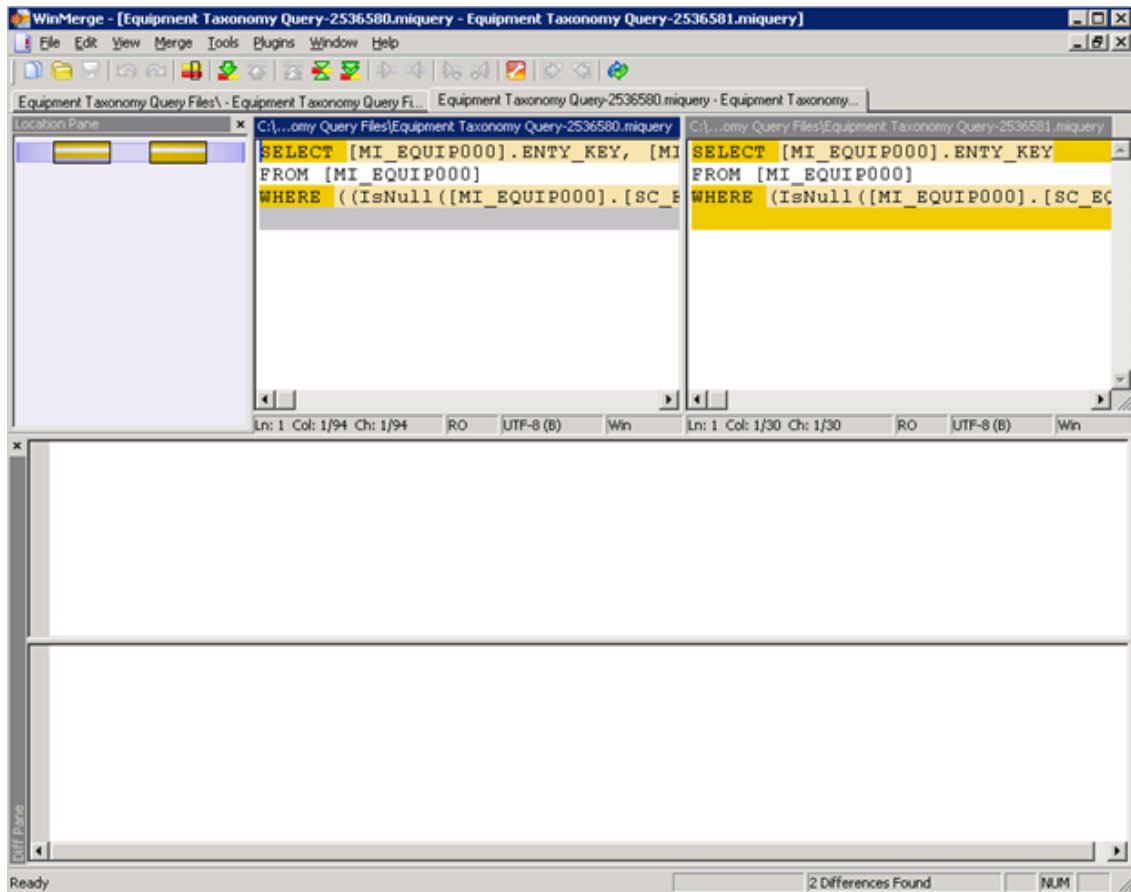 WinMerge - [Equipment Taxonomy Query-2536580.miquery - Equipment Taxonomy Query-2536581.miquery]
File Edit View Merge Tools Plugins Window Help
Equipment Taxonomy Query Files\ - Equipment Taxonomy Query Fi... Equipment Taxonomy Query-2536580.miquery - Equipment Taxonomy...
Location Pane
C:\...omy Query Files\Equipment Taxonomy Query-2536580.miquery
SELECT [MI_EQUIP000].ENTY_KEY, [MI
FROM [MI_EQUIP000]
WHERE ((IsNull([MI_EQUIP000].[SC_E
Ln: 1 Col: 1/94 Ch: 1/94 RO UTF-8 (B) Win
C:\...omy Query Files\Equipment Taxonomy Query-2536581.miquery
SELECT [MI_EQUIP000].ENTY_KEY
FROM [MI_EQUIP000]
WHERE (IsNull([MI_EQUIP000].[SC_EQ
Ln: 1 Col: 1/30 Ch: 1/30 RO UTF-8 (B) Win
Diff Pane
Ready 2 Differences Found NUM